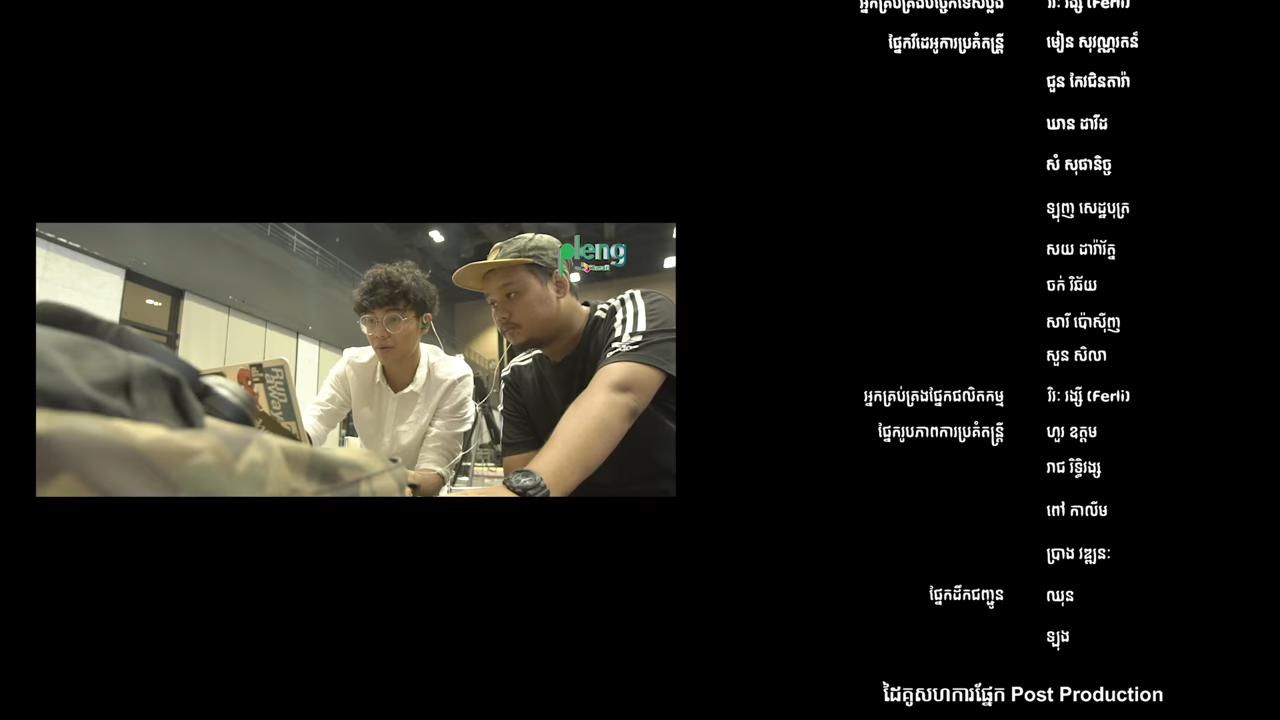 ផ្នែកវីដេអូការប្រគំតន្ត្រី មៀន សុវណ្ណរតន៏
ជួន កែវជិនតារ៉ា
ឃាន ដាវីដ
សំ សុផានិច្ច
ឡុញ សេដ្ឋបុត្រ
សយ ដារ៉ារ័ត្ន
ចក់ វិឆ័យ
សារី ប៉ោស៊ីញ
សួន សិលា
អ្នកគ្រប់គ្រងផ្នែកផលិតកម្ម វិរៈ រង្ស៊ី (Ferli)
ផ្នែករូបភាពការប្រគំតន្ត្រី ហួរ ឧត្តម
រាជ រិទ្ធិវង្ស
ពៅ កាលីម
ប្រាង វឌ្ឍនៈ
ផ្នែកដឹកជញ្ជូន ឈុន
ឡុង
ដៃគូសហការផ្នែក Post Production
pleng
RUN
AWAY